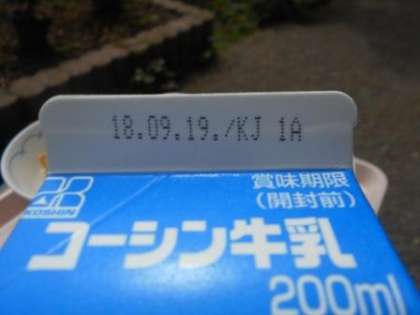 18.09.19./KJ 1A
賞味期限
(開封前)
KOSHIN
コーシン牛乳
200ml